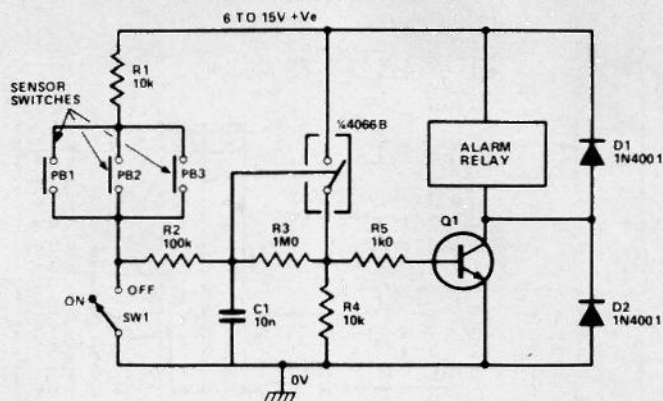 6 TO 15V +Ve
R1
10k
SENSOR
SWITCHES
¼4066B
ALARM
RELAY
D1
1N4001
PB1
PB2
PB3
R2
100k
R3
1M0
R5
1k0
Q1
ON
OFF
SW1
C1
10n
R4
10k
D2
1N4001
0V